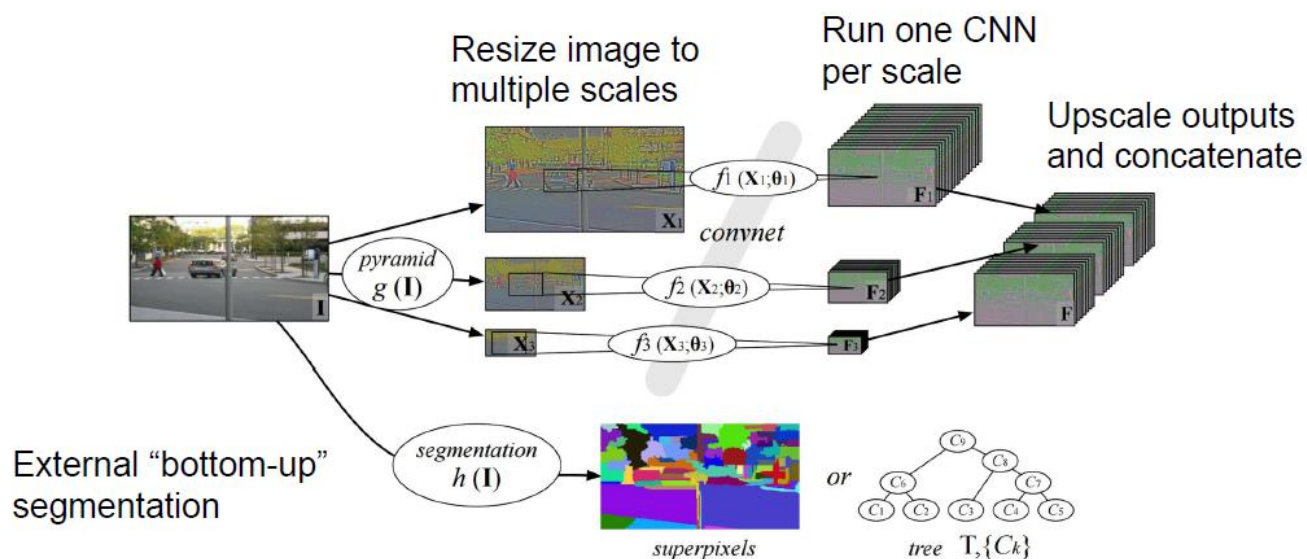 Resize image to
multiple scales
Run one CNN
per scale
Upscale outputs
and concatenate
f1 (X1;θ1)
F1
X1
convnet
pyramid
g (I)
I
X2
f2 (X2;θ2)
F2
F
X3
f3 (X3;θ3)
F3
External “bottom-up”
segmentation
segmentation
h (I)
or
C9
C8
C6
C7
C1
C2
C3
C4
C5
superpixels
tree T,{Ck}